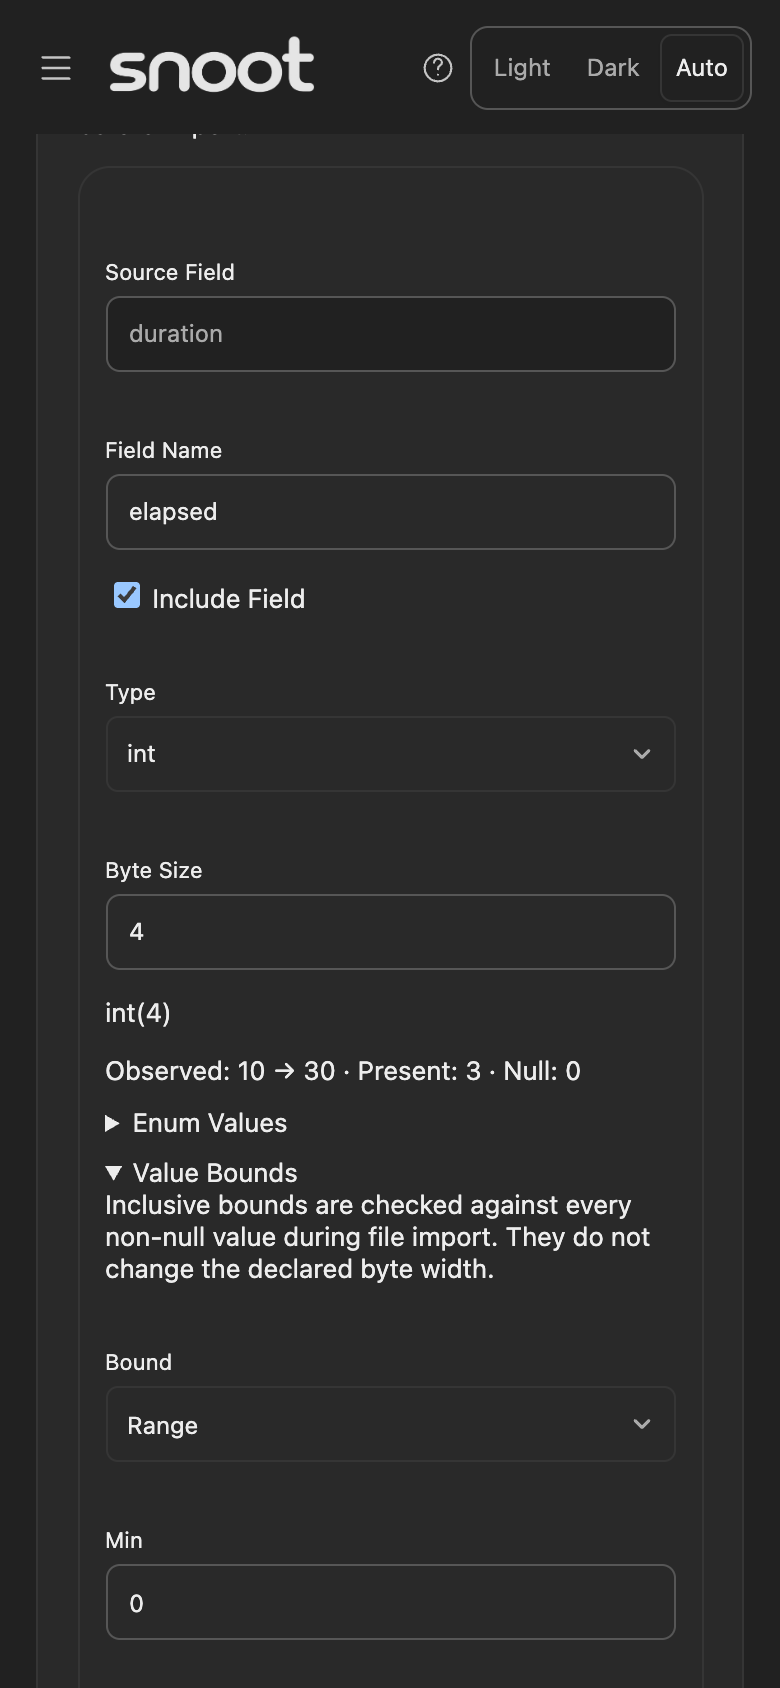 snoot
Light Dark Auto
Source Field
duration
Field Name
elapsed
Include Field
Type
int
Byte Size
4
int(4)
Observed: 10 → 30 · Present: 3 · Null: 0
Enum Values
Value Bounds
Inclusive bounds are checked against every
non-null value during file import. They do not
change the declared byte width.
Bound
Range
Min
0